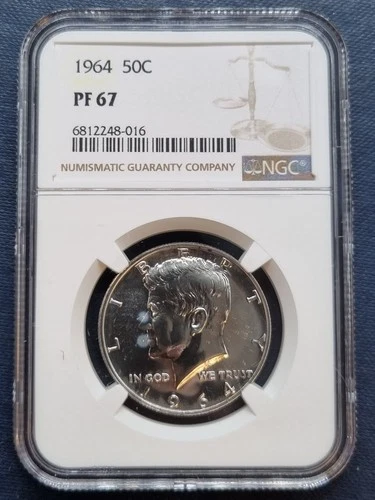 1964 50C
PF 67
6812248-016
NUMISMATIC GUARANTY COMPANY
NGC®
LIBERTY
IN GOD WE TRUST
1964